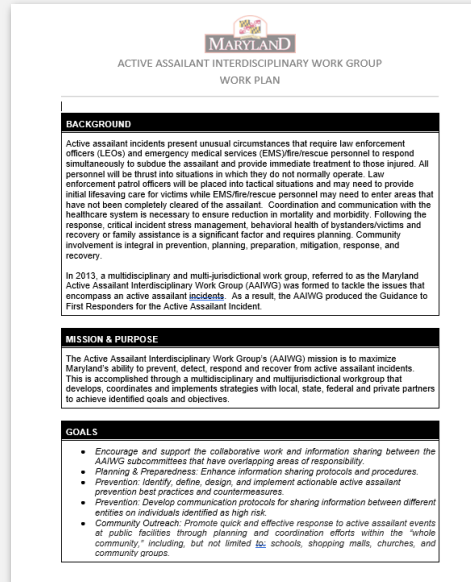 MARYLAND
ACTIVE ASSAILANT INTERDISCIPLINARY WORK GROUP
WORK PLAN
BACKGROUND
Active assailant incidents present unusual circumstances that require law enforcement
officers (LEOs) and emergency medical services (EMS)/fire/rescue personnel to respond
simultaneously to subdue the assailant and provide immediate treatment to those injured. All
personnel will be thrust into situations in which they do not normally operate. Law
enforcement patrol officers will be placed into tactical situations and may need to provide
initial lifesaving care for victims while EMS/fire/rescue personnel may need to enter areas that
have not been completely cleared of the assailant. Coordination and communication with the
healthcare system is necessary to ensure reduction in mortality and morbidity. Following the
response, critical incident stress management, behavioral health of bystanders/victims and
recovery or family assistance is a significant factor and requires planning. Community
involvement is integral in prevention, planning, preparation, mitigation, response, and
recovery.
In 2013, a multidisciplinary and multi-jurisdictional work group, referred to as the Maryland
Active Assailant Interdisciplinary Work Group (AAIWG) was formed to tackle the issues that
encompass an active assailant incidents. As a result, the AAIWG produced the Guidance to
First Responders for the Active Assailant Incident.
MISSION & PURPOSE
The Active Assailant Interdisciplinary Work Group's (AAIWG) mission is to maximize
Maryland's ability to prevent, detect, respond and recover from active assailant incidents.
This is accomplished through a multidisciplinary and multijurisdictional workgroup that
develops, coordinates and implements strategies with local, state, federal and private partners
to achieve identified goals and objectives.
GOALS
• Encourage and support the collaborative work and information sharing between the
AAIWG subcommittees that have overlapping areas of responsibility.
• Planning & Preparedness: Enhance information sharing protocols and procedures.
• Prevention: Identify, define, design, and implement actionable active assailant
prevention best practices and countermeasures.
• Prevention: Develop communication protocols for sharing information between different
entities on individuals identified as high risk.
• Community Outreach: Promote quick and effective response to active assailant events
at public facilities through planning and coordination efforts within the "whole
community," including, but not limited to: schools, shopping malls, churches, and
community groups.